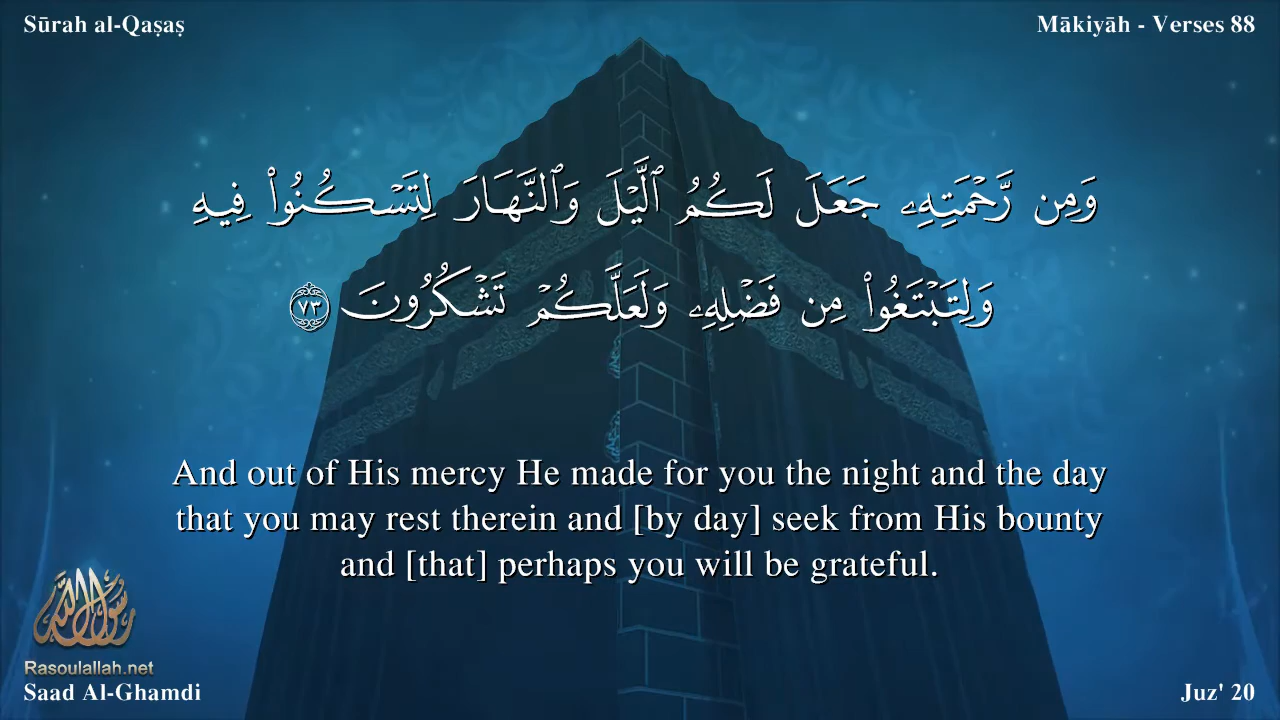 Sūrah al-Qaṣaṣ
Mākiyāh - Verses 88
وَمِن رَّحْمَتِهِۦ جَعَلَ لَكُمُ ٱلَّيْلَ وَٱلنَّهَارَ لِتَسْكُنُوا۟ فِيهِ
وَلِتَبْتَغُوا۟ مِن فَضْلِهِۦ وَلَعَلَّكُمْ تَشْكُرُونَ ٧٣
And out of His mercy He made for you the night and the day
that you may rest therein and [by day] seek from His bounty
and [that] perhaps you will be grateful.
رسول الله
Rasoulallah.net
Saad Al-Ghamdi
Juz' 20